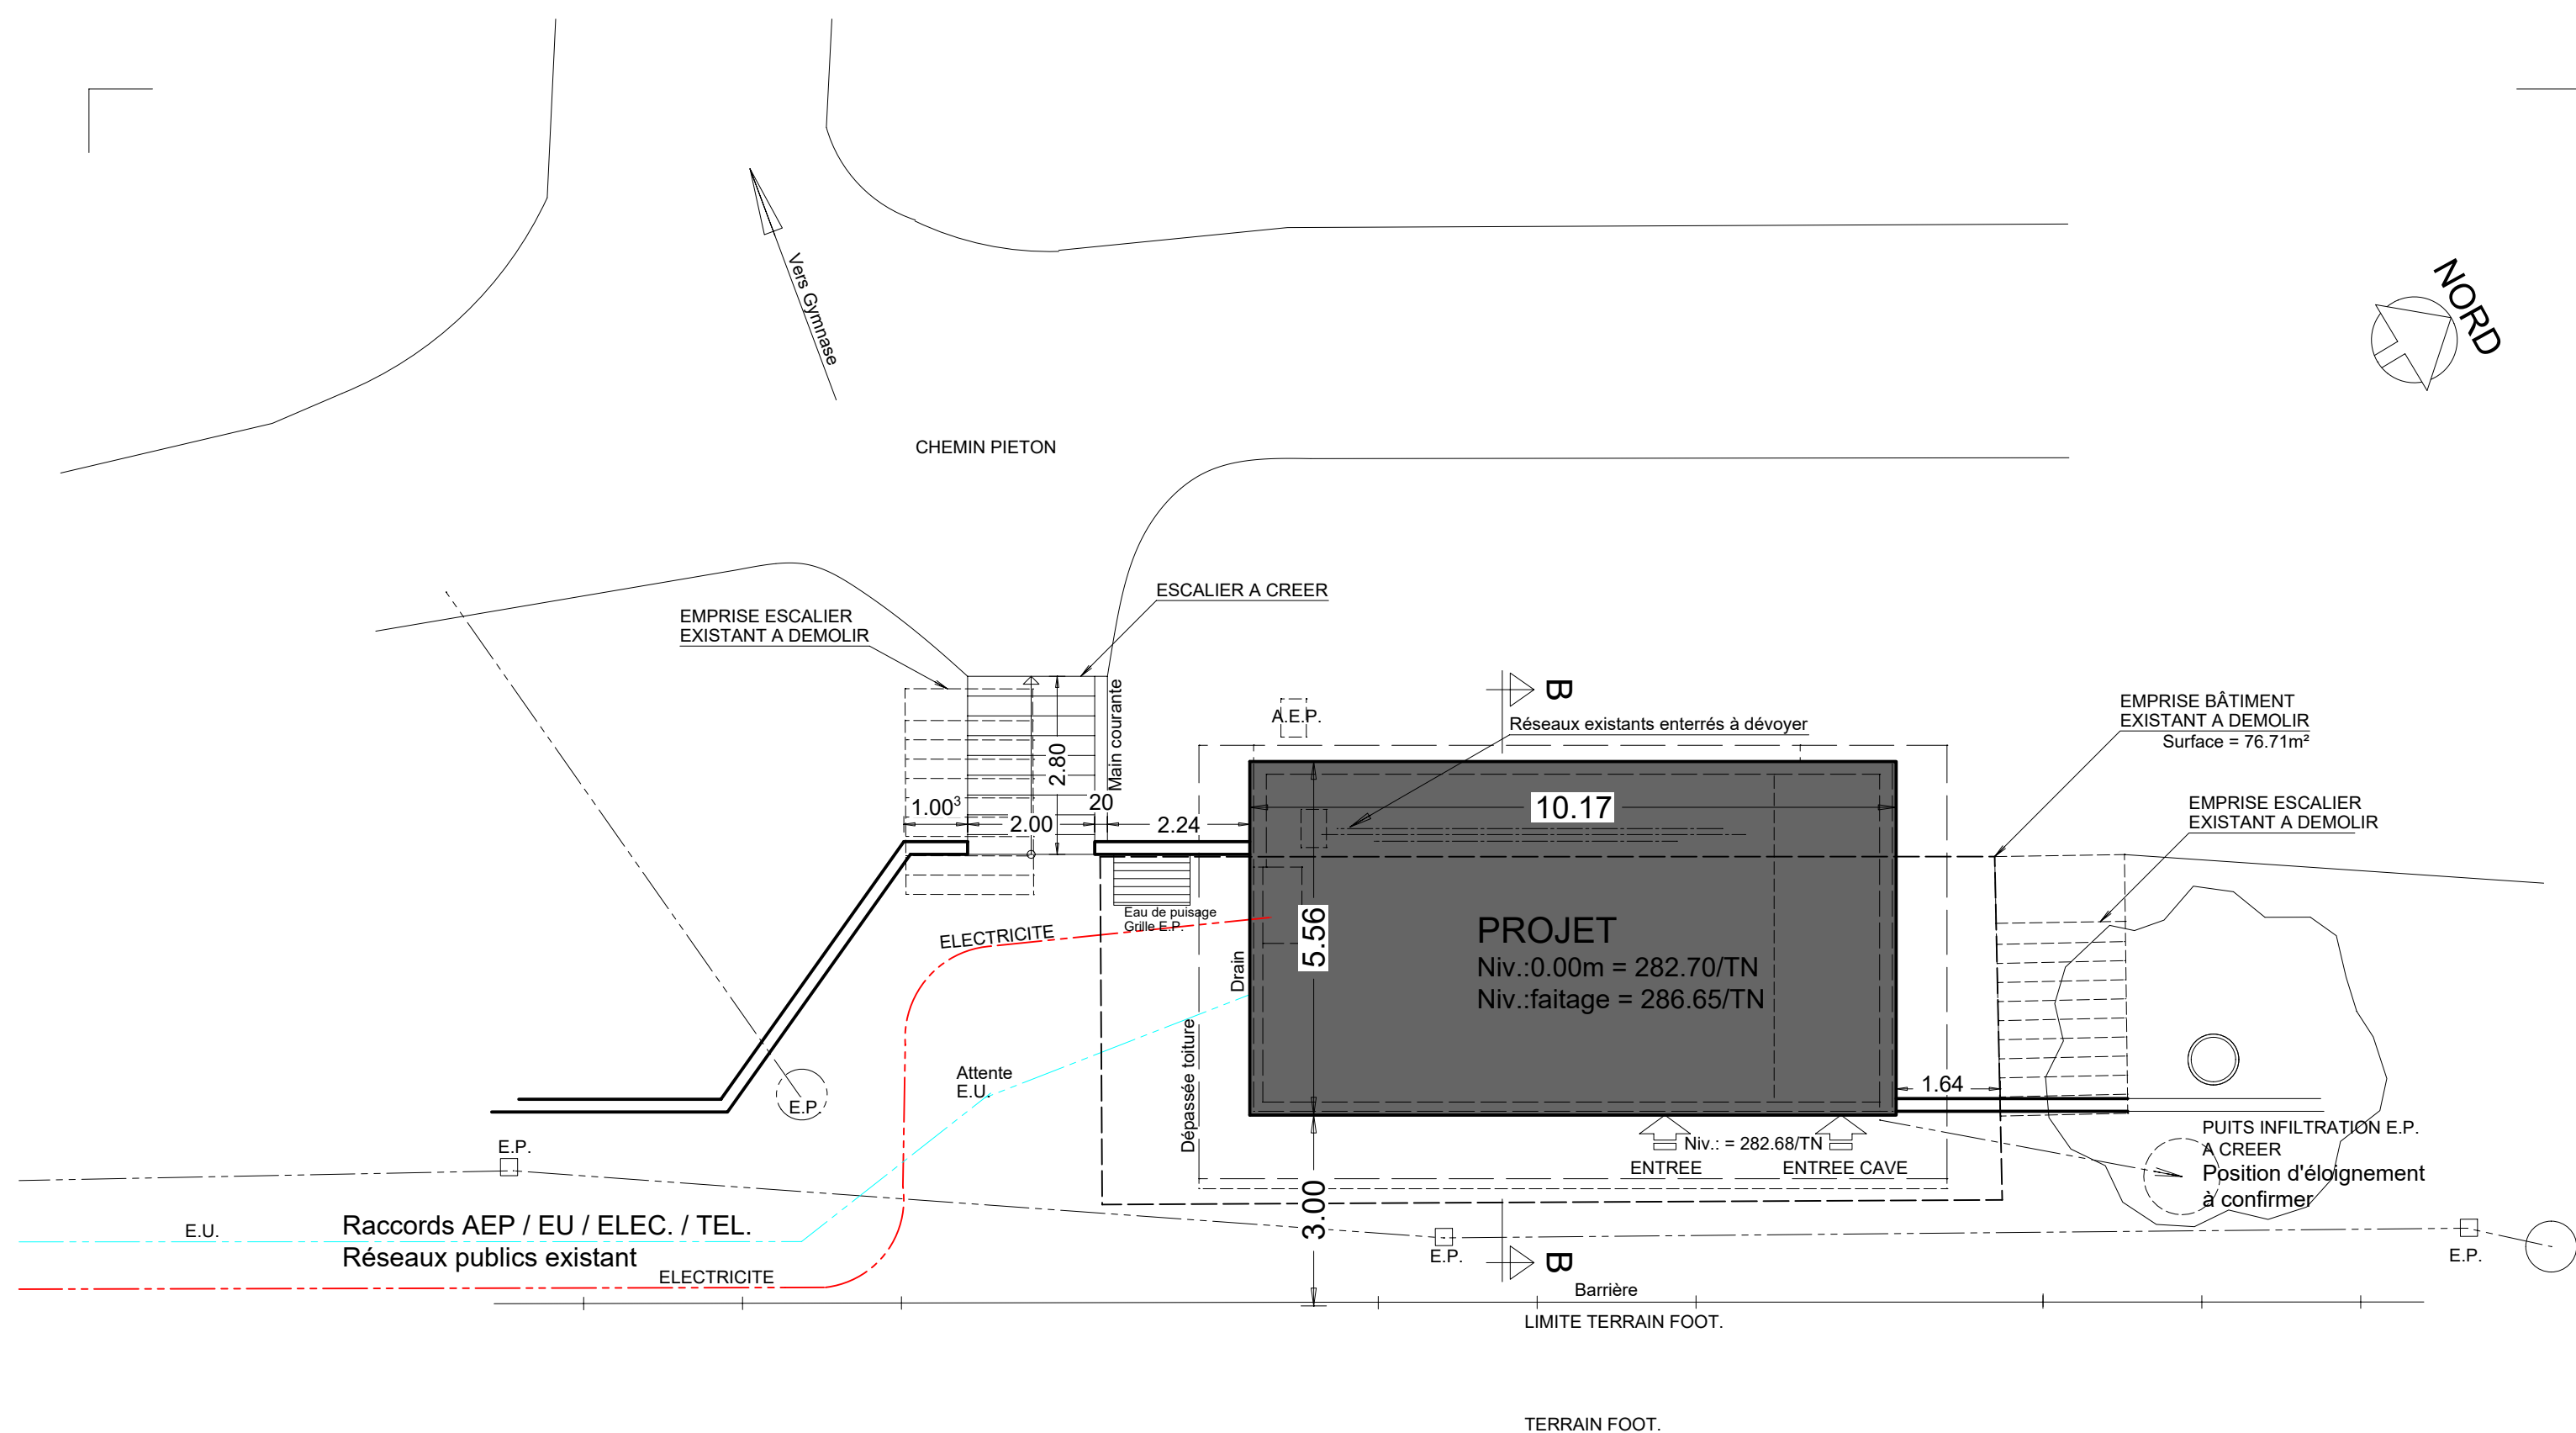 NORD
Vers Gymnase
CHEMIN PIETON
ESCALIER A CREER
EMPRISE ESCALIER
EXISTANT A DEMOLIR
Main courante
2.80
1.00³
2.00
20
2.24
A.E.P.
B
Réseaux existants enterrés à dévoyer
10.17
EMPRISE BÂTIMENT
EXISTANT A DEMOLIR
Surface = 76.71m²
EMPRISE ESCALIER
EXISTANT A DEMOLIR
Eau de puisage
Grille E.P.
ELECTRICITE
Drain
5.56
PROJET
Niv.:0.00m = 282.70/TN
Niv.:faitage = 286.65/TN
Dépassée toiture
Attente
E.U.
E.P.
1.64
Niv.: = 282.68/TN
ENTREE
ENTREE CAVE
PUITS INFILTRATION E.P.
A CREER
Position d'éloignement
à confirmer
E.P.
3.00
E.U.
Raccords AEP / EU / ELEC. / TEL.
Réseaux publics existant
ELECTRICITE
E.P.
B
E.P.
Barrière
LIMITE TERRAIN FOOT.
TERRAIN FOOT.